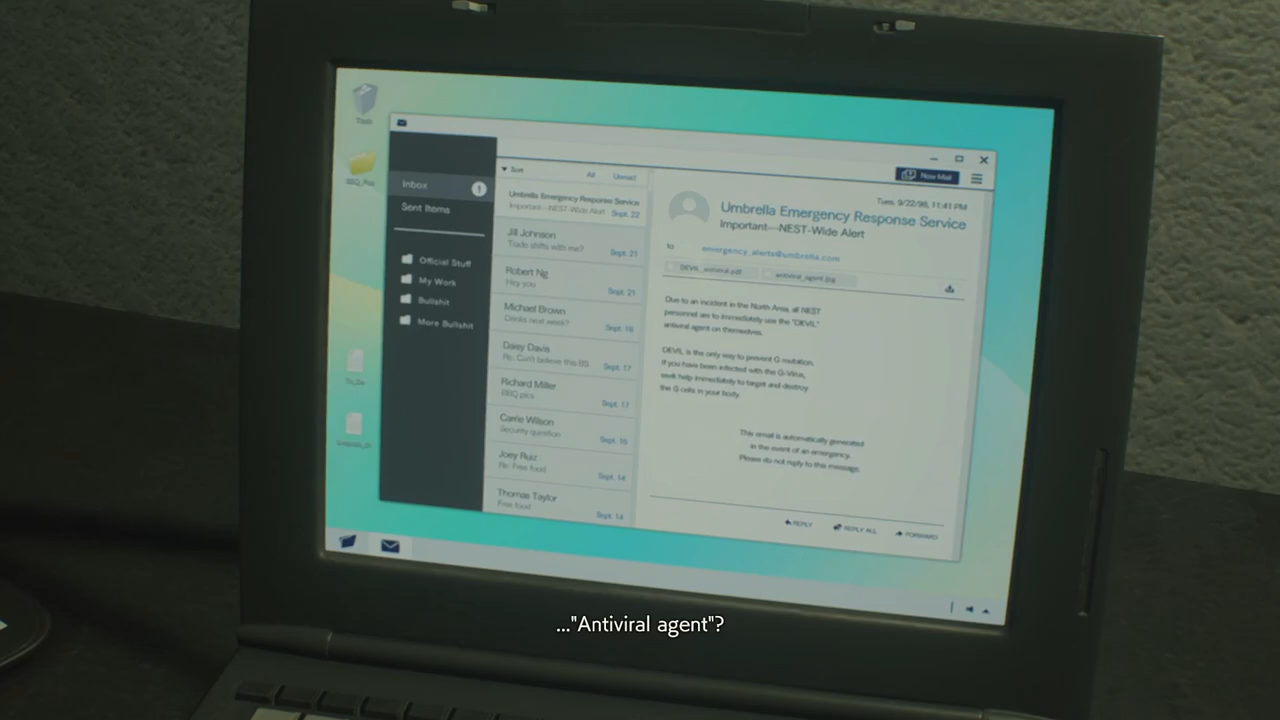 Tues. 9/22/98, 11:41 PM
New Mail
Inbox
1
Sent Items
Official Stuff
My Work
Bullshit
More Bullshit
Sort
All
Unread
Umbrella Emergency Response Service
Important—NEST-Wide Alert
Sept. 22
Jill Johnson
Trade shifts with me?
Sept. 21
Robert Ng
Hey you
Sept. 21
Michael Brown
Drinks next week?
Sept. 18
Daisy Davis
Re: Can't believe this BS
Sept. 17
Richard Miller
BBQ pics
Sept. 17
Carrie Wilson
Security question
Joey Ruiz
Re: Free food
Sept. 14
Thomas Taylor
Free food
Sept. 14
Umbrella Emergency Response Service
Important—NEST-Wide Alert
to
emergency_alerts@umbrella.com
DEVIL_antiviral.pdf
antiviral_agent.jpg
Due to an incident in the North Area, all NEST
personnel are to immediately use the "DEVIL"
antiviral agent on themselves.
DEVIL is the only way to prevent G mutation.
If you have been infected with the G-Virus,
seek help immediately to target and destroy
the G cells in your body.
This email is automatically generated
in the event of an emergency.
Please do not reply to this message.
REPLY
REPLY ALL
FORWARD
BBQ_Pics
..."Antiviral agent"?